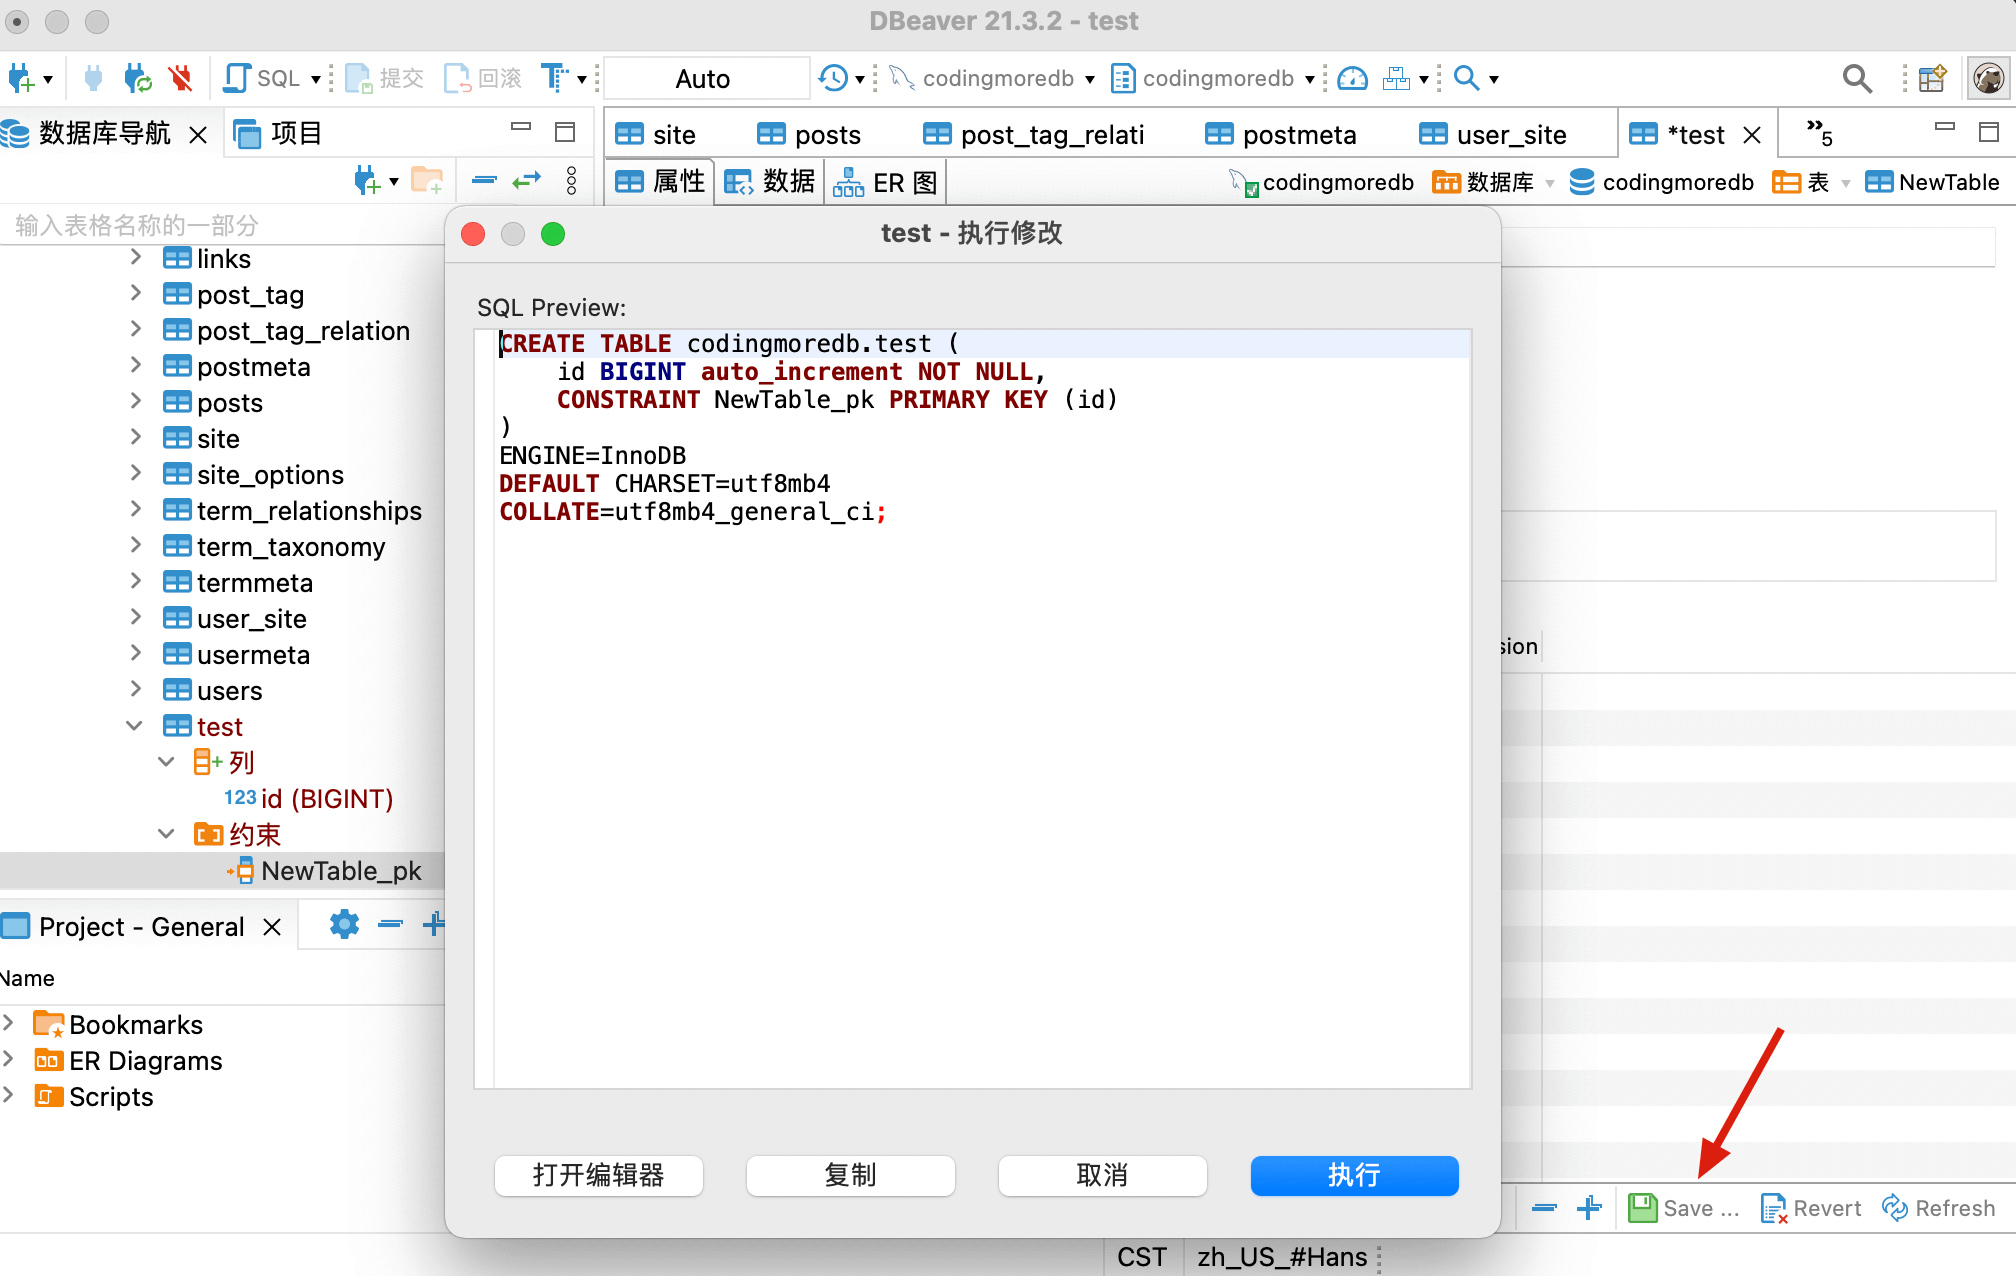 DBeaver 21.3.2 - test
SQL 提交 回滚 Auto codingmoredb codingmoredb
数据库导航 项目
site posts post_tag_relati postmeta user_site *test »5
属性 数据 ER 图 codingmoredb 数据库 codingmoredb 表 NewTable
输入表格名称的一部分
links
post_tag
post_tag_relation
postmeta
posts
site
site_options
term_relationships
term_taxonomy
termmeta
user_site
usermeta
users
test
列
123 id (BIGINT)
约束
NewTable_pk
Project - General
Name
Bookmarks
ER Diagrams
Scripts
test - 执行修改
SQL Preview:
CREATE TABLE codingmoredb.test (
id BIGINT auto_increment NOT NULL,
CONSTRAINT NewTable_pk PRIMARY KEY (id)
)
ENGINE=InnoDB
DEFAULT CHARSET=utf8mb4
COLLATE=utf8mb4_general_ci;
打开编辑器 复制 取消 执行
sion
Save ... Revert Refresh
CST zh_US_#Hans